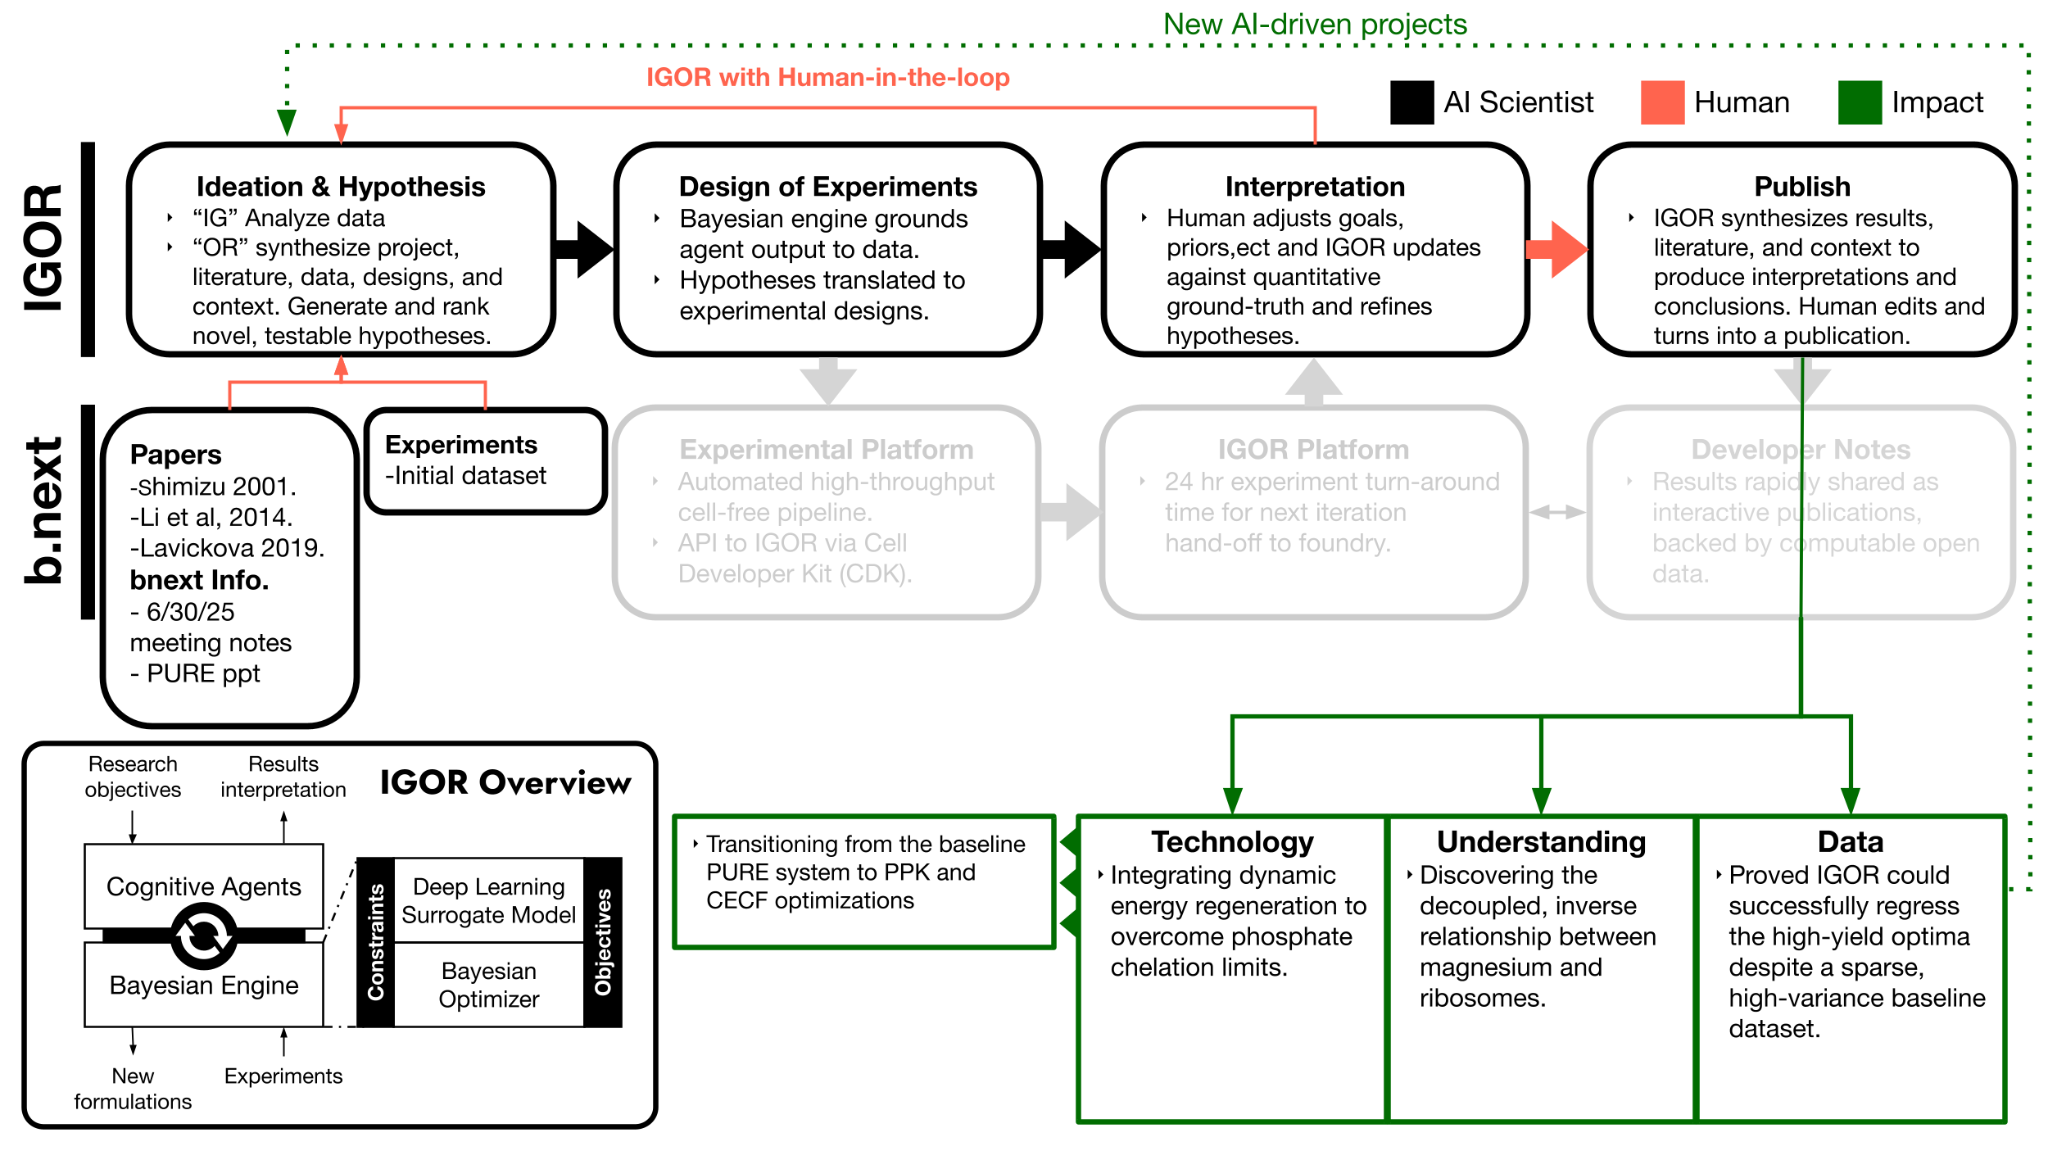 New AI-driven projects
IGOR with Human-in-the-loop
AI Scientist
Human
Impact
IGOR
Ideation & Hypothesis
“IG” Analyze data
“OR” synthesize project,
literature, data, designs, and
context. Generate and rank
novel, testable hypotheses.
Design of Experiments
Bayesian engine grounds
agent output to data.
Hypotheses translated to
experimental designs.
Interpretation
Human adjusts goals,
priors,ect and IGOR updates
against quantitative
ground-truth and refines
hypotheses.
Publish
IGOR synthesizes results,
literature, and context to
produce interpretations and
conclusions. Human edits and
turns into a publication.
b.next
Papers
-Shimizu 2001.
-Li et al, 2014.
-Lavickova 2019.
bnext Info.
- 6/30/25
meeting notes
- PURE ppt
Experiments
-Initial dataset
Experimental Platform
Automated high-throughput
cell-free pipeline.
API to IGOR via Cell
Developer Kit (CDK).
IGOR Platform
24 hr experiment turn-around
time for next iteration
hand-off to foundry.
Developer Notes
Results rapidly shared as
interactive publications,
backed by computable open
data.
IGOR Overview
Research
objectives
Results
interpretation
Cognitive Agents
Bayesian Engine
New
formulations
Experiments
Constraints
Deep Learning
Surrogate Model
Bayesian
Optimizer
Objectives
Transitioning from the baseline
PURE system to PPK and
CECF optimizations
Technology
Integrating dynamic
energy regeneration to
overcome phosphate
chelation limits.
Understanding
Discovering the
decoupled, inverse
relationship between
magnesium and
ribosomes.
Data
Proved IGOR could
successfully regress
the high-yield optima
despite a sparse,
high-variance baseline
dataset.